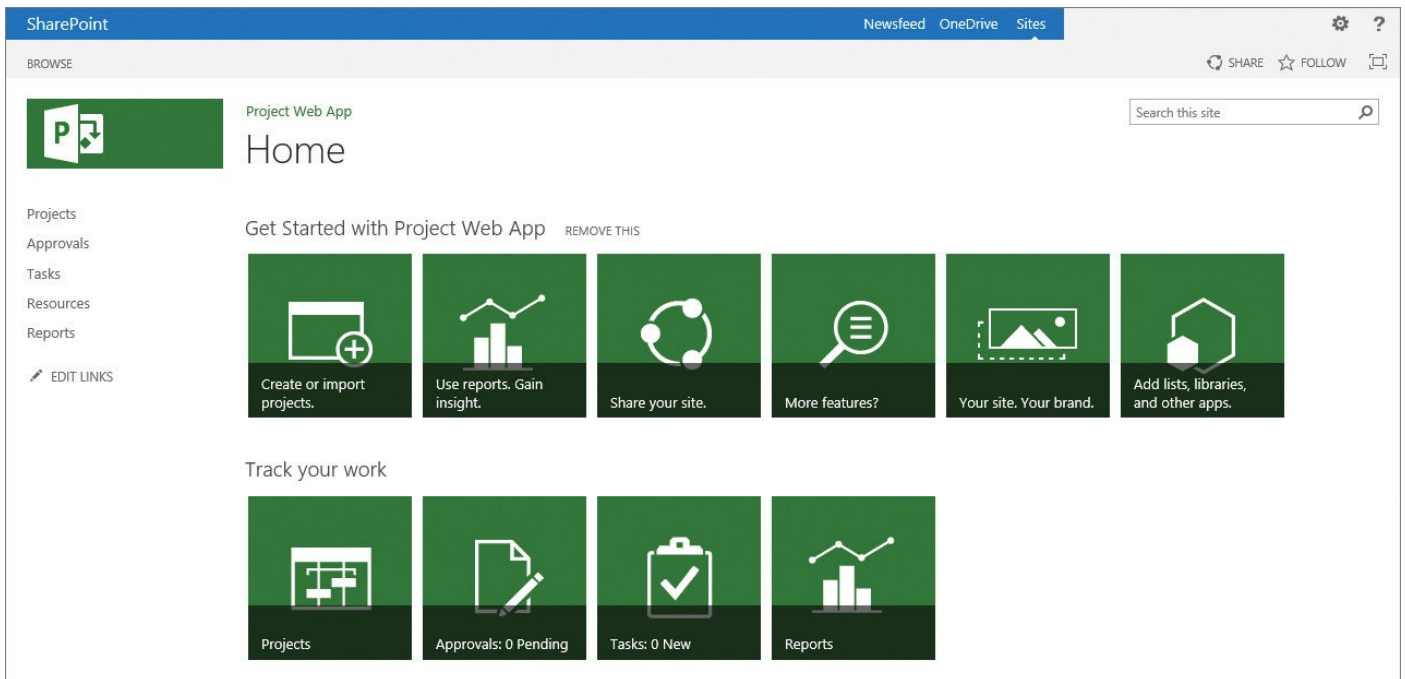 SharePoint
Newsfeed OneDrive Sites
?
BROWSE
SHARE FOLLOW
P
Project Web App
Home
Search this site
Projects
Approvals
Tasks
Resources
Reports
EDIT LINKS
Get Started with Project Web App REMOVE THIS
Create or import
projects.
Use reports. Gain
insight.
Share your site.
More features?
Your site. Your brand.
Add lists, libraries,
and other apps.
Track your work
Projects
Approvals: 0 Pending
Tasks: 0 New
Reports